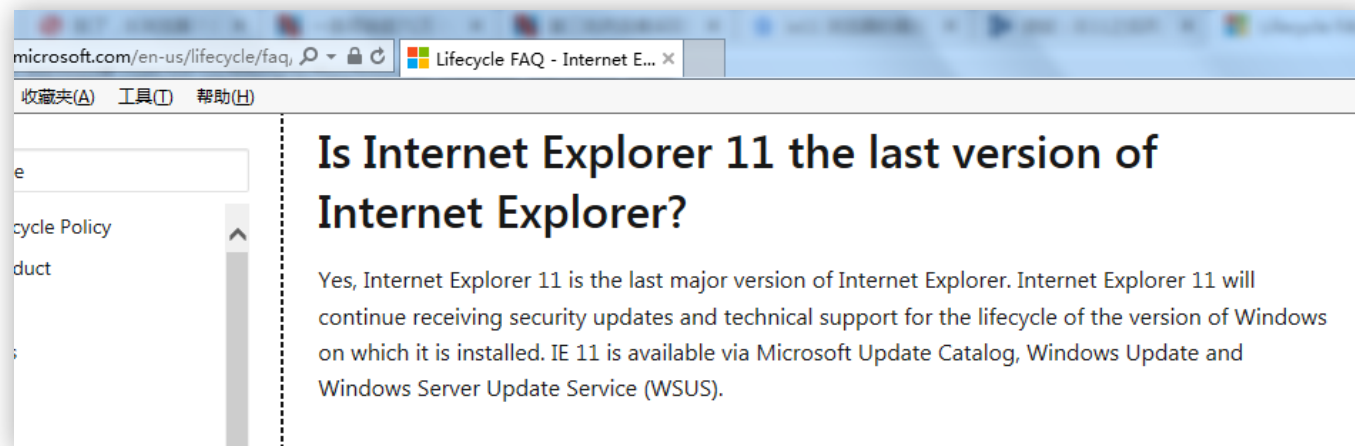 microsoft.com/en-us/lifecycle/faq,
Lifecycle FAQ - Internet E...
收藏夹(A) 工具(T) 帮助(H)
Is Internet Explorer 11 the last version of
Internet Explorer?
e
cycle Policy
duct
s
Yes, Internet Explorer 11 is the last major version of Internet Explorer. Internet Explorer 11 will
continue receiving security updates and technical support for the lifecycle of the version of Windows
on which it is installed. IE 11 is available via Microsoft Update Catalog, Windows Update and
Windows Server Update Service (WSUS).